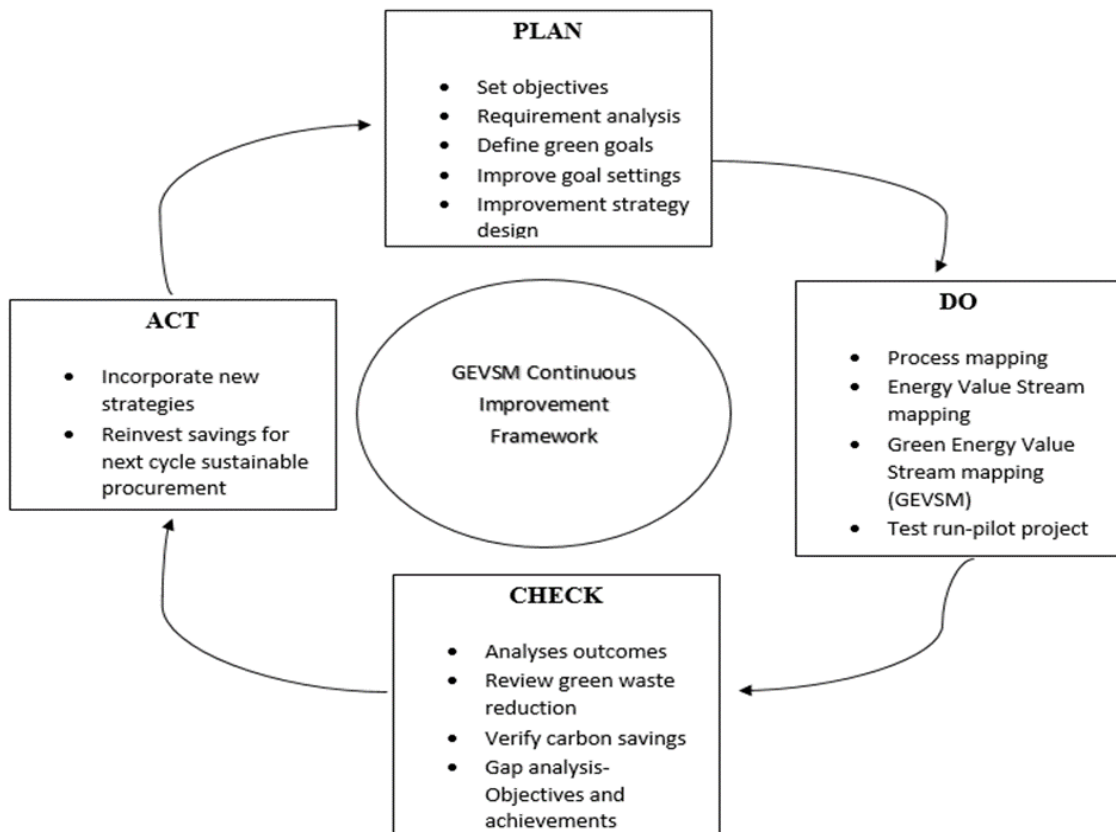 PLAN
• Set objectives
• Requirement analysis
• Define green goals
• Improve goal settings
• Improvement strategy
design
DO
• Process mapping
• Energy Value Stream
mapping
• Green Energy Value
Stream mapping
(GEVSM)
• Test run-pilot project
ACT
• Incorporate new
strategies
• Reinvest savings for
next cycle sustainable
procurement
GEVSM Continuous
Improvement
Framework
CHECK
• Analyses outcomes
• Review green waste
reduction
• Verify carbon savings
• Gap analysis-
Objectives and
achievements